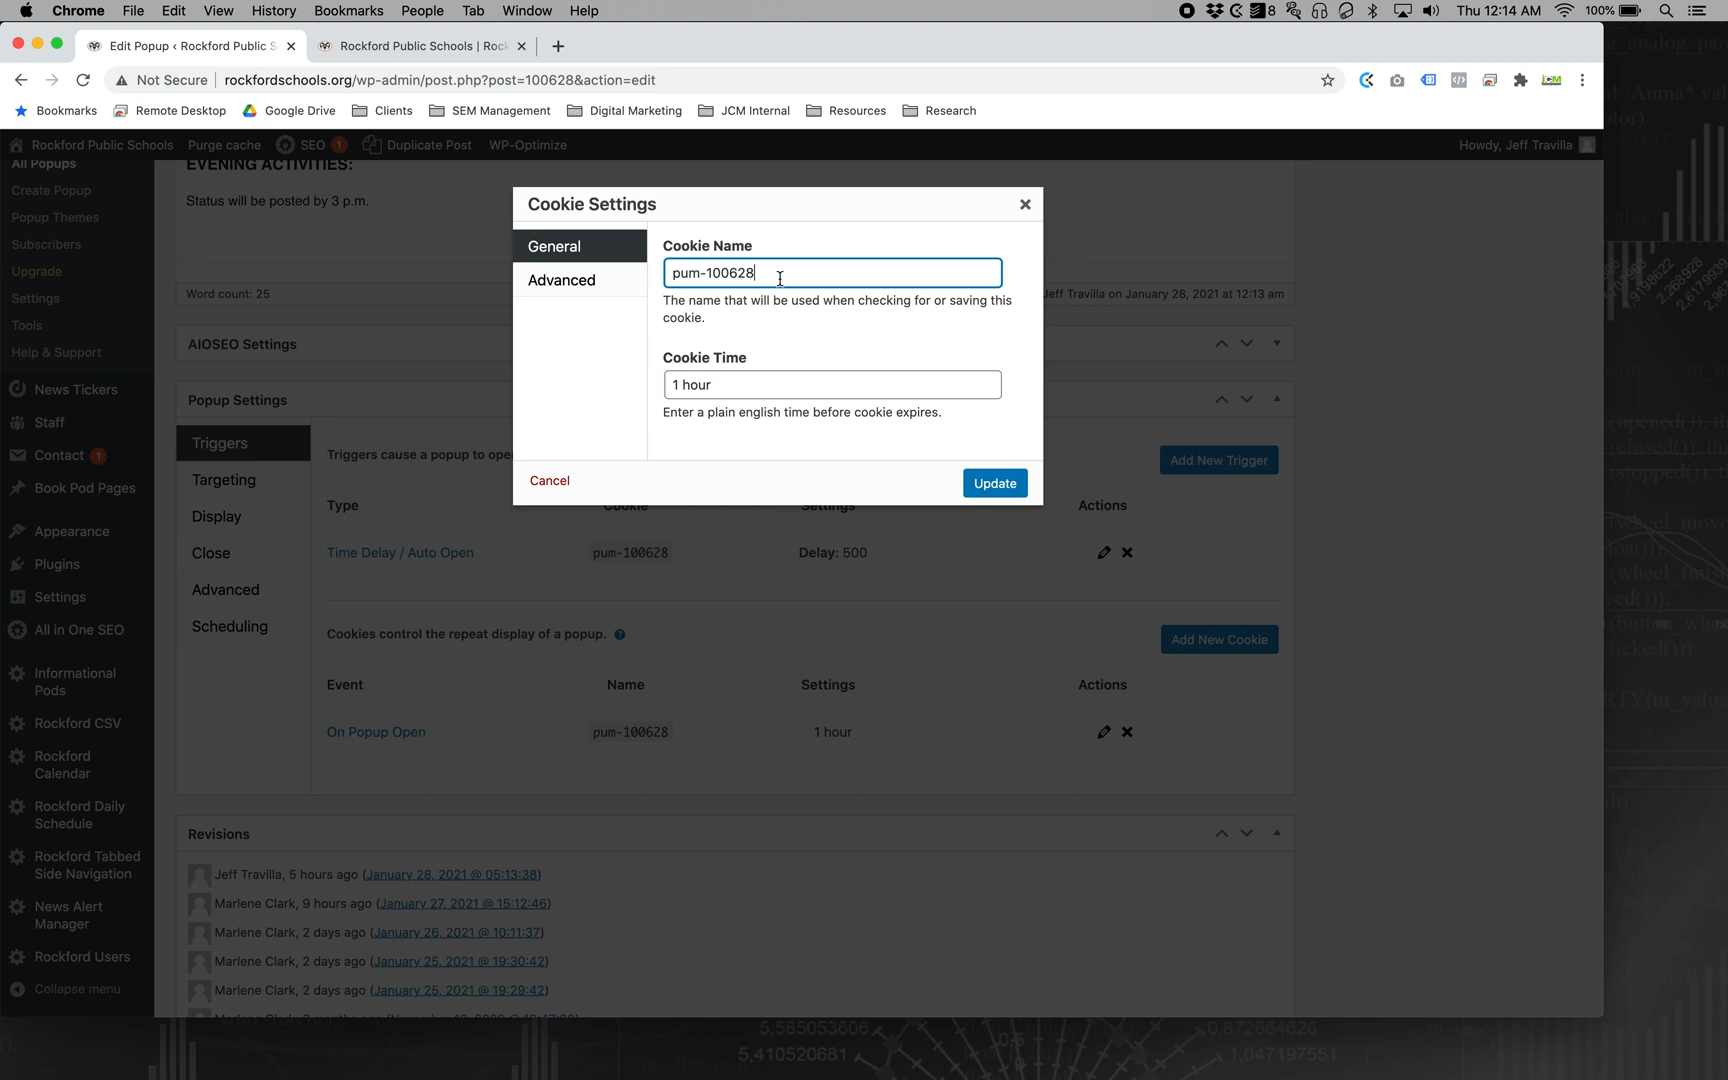 Chrome File Edit View History Bookmarks People Tab Window Help 8 Thu 12:14 AM 100%
Edit Popup ‹ Rockford Public S Rockford Public Schools | Rock
Not Secure rockfordschools.org/wp-admin/post.php?post=100628&action=edit
Bookmarks Remote Desktop Google Drive Clients SEM Management Digital Marketing JCM Internal Resources Research
Rockford Public Schools Purge cache SEO 1 Duplicate Post WP-Optimize Howdy, Jeff Travilla
All Popups
Create Popup
Popup Themes
Subscribers
Upgrade
Settings
Tools
Help & Support
News Tickers
Staff
Contact 1
Book Pod Pages
Appearance
Plugins
Settings
All in One SEO
Informational
Pods
Rockford CSV
Rockford
Calendar
Rockford Daily
Schedule
Rockford Tabbed
Side Navigation
News Alert
Manager
Rockford Users
Collapse menu
EVENING ACTIVITIES:
Status will be posted by 3 p.m.
Word count: 25 Jeff Travilla on January 28, 2021 at 12:13 am
AIOSEO Settings
Popup Settings
Triggers
Targeting
Display
Close
Advanced
Scheduling
Triggers cause a popup to ope Add New Trigger
Type Cookie Settings Actions
Time Delay / Auto Open pum-100628 Delay: 500
Cookies control the repeat display of a popup. ? Add New Cookie
Event Name Settings Actions
On Popup Open pum-100628 1 hour
Revisions
Jeff Travilla, 5 hours ago (January 28, 2021 @ 05:13:38)
Marlene Clark, 9 hours ago (January 27, 2021 @ 15:12:46)
Marlene Clark, 2 days ago (January 26, 2021 @ 10:11:37)
Marlene Clark, 2 days ago (January 25, 2021 @ 19:30:42)
Marlene Clark, 2 days ago (January 25, 2021 @ 19:29:42)
Cookie Settings
General
Advanced
Cookie Name
pum-100628
The name that will be used when checking for or saving this
cookie.
Cookie Time
1 hour
Enter a plain english time before cookie expires.
Cancel Update
5,585053606
5,410520681
0,872664626
1,047197551